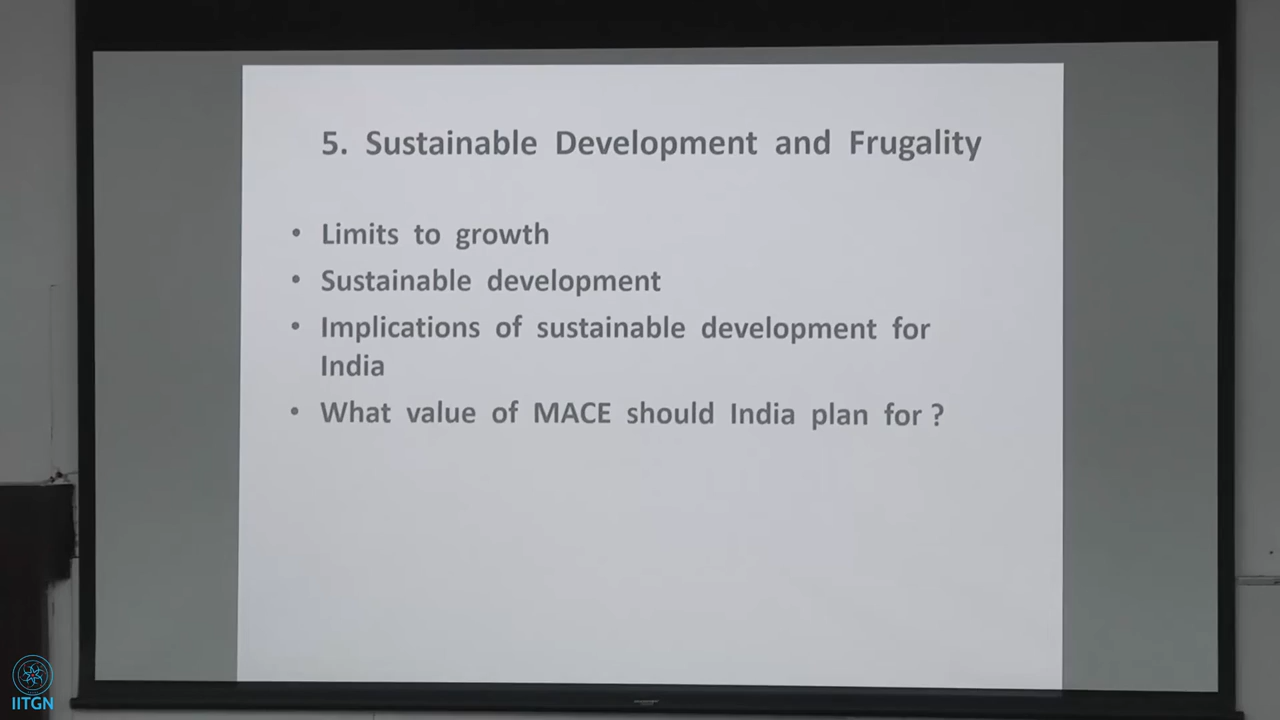 5. Sustainable Development and Frugality
• Limits to growth
• Sustainable development
• Implications of sustainable development for
India
• What value of MACE should India plan for ?
IITGN